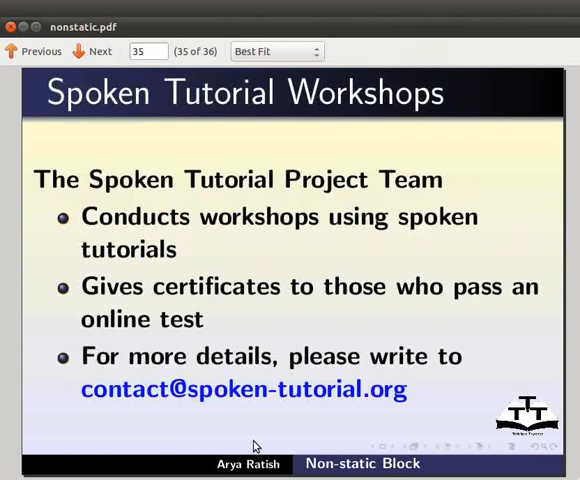 nonstatic.pdf
Previous Next 35 (35 of 36) Best Fit
Spoken Tutorial Workshops
The Spoken Tutorial Project Team
Conducts workshops using spoken
tutorials
Gives certificates to those who pass an
online test
For more details, please write to
contact@spoken-tutorial.org
Arya Ratish Non-static Block